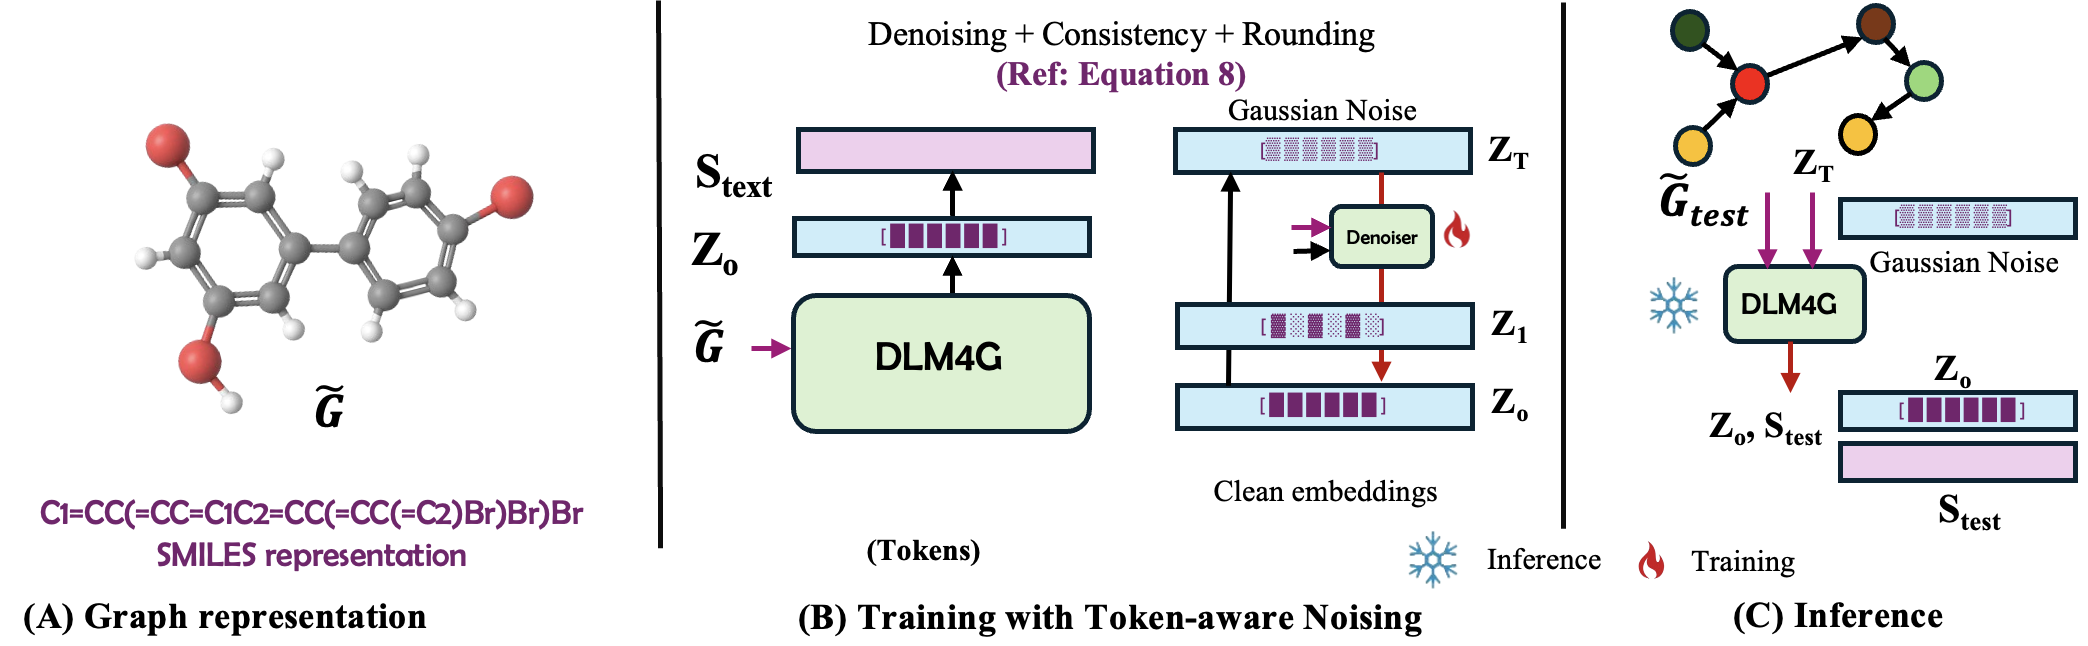 G̃
C1=CC(=CC=C1C2=CC(=CC(=C2)Br)Br)Br
SMILES representation
(A) Graph representation
Denoising + Consistency + Rounding
(Ref: Equation 8)
Gaussian Noise
S_text
Z_o
G̃
DLM4G
Z_T
Denoiser
Z_1
Z_o
Clean embeddings
(Tokens)
Inference
Training
(B) Training with Token-aware Noising
Z_T
G̃_test
Gaussian Noise
DLM4G
Z_o
Z_o, S_test
S_test
(C) Inference